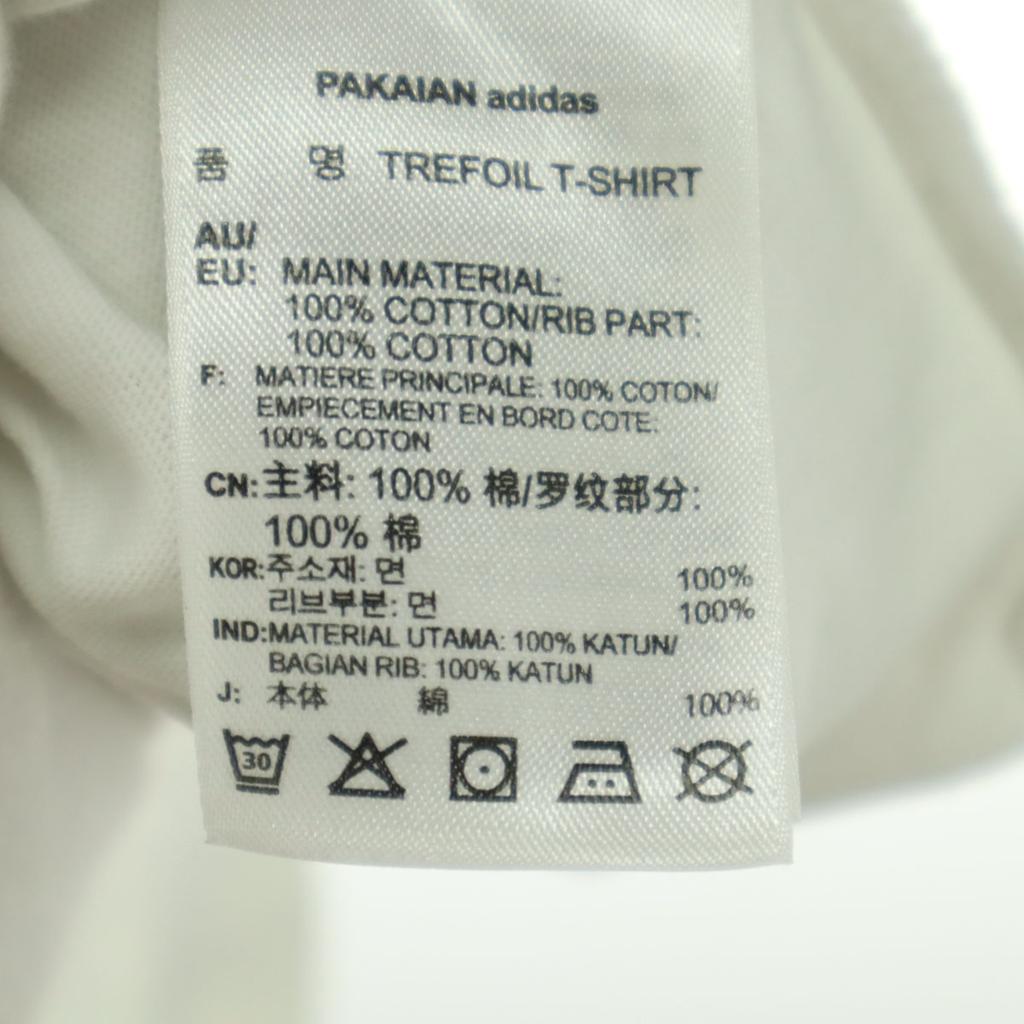 PAKAIAN adidas
품 명 TREFOIL T-SHIRT
AU/
EU: MAIN MATERIAL:
100% COTTON/RIB PART:
100% COTTON
F: MATIERE PRINCIPALE: 100% COTON/
EMPIECEMENT EN BORD COTE:
100% COTON
CN:主料: 100% 棉/罗纹部分:
100% 棉
KOR:주소재: 면 100%
리브부분: 면 100%
IND:MATERIAL UTAMA: 100% KATUN/
BAGIAN RIB: 100% KATUN
J: 本体 綿 100%
30